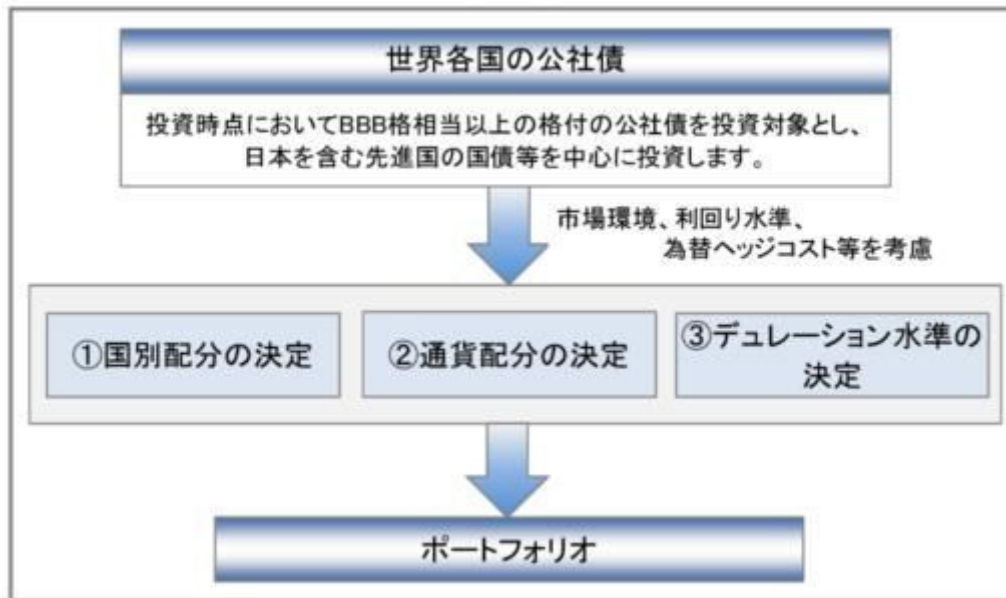 世界各国の公社債
投資時点においてBBB格相当以上の格付の公社債を投資対象とし、
日本を含む先進国の国債等を中心に投資します。
市場環境、利回り水準、
為替ヘッジコスト等を考慮
①国別配分の決定
②通貨配分の決定
③デュレーション水準の
決定
ポートフォリオ